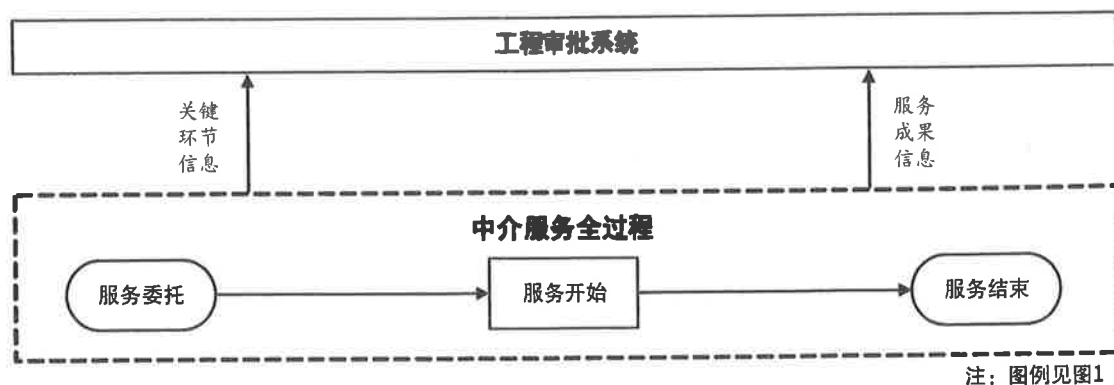 工程审批系统
关键
环节
信息
服务
成果
信息
中介服务全过程
服务委托
服务开始
服务结束
注：图例见图1